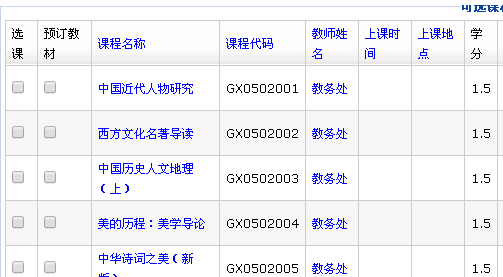 可选课程
选课 预订教材 课程名称 课程代码 教师姓名 上课时间 上课地点 学分
中国近代人物研究 GX0502001 教务处 1.5
西方文化名著导读 GX0502002 教务处 1.5
中国历史人文地理（上） GX0502003 教务处 1.5
美的历程：美学导论 GX0502004 教务处 1.5
中华诗词之美（新版） GX0502005 教务处 1.5